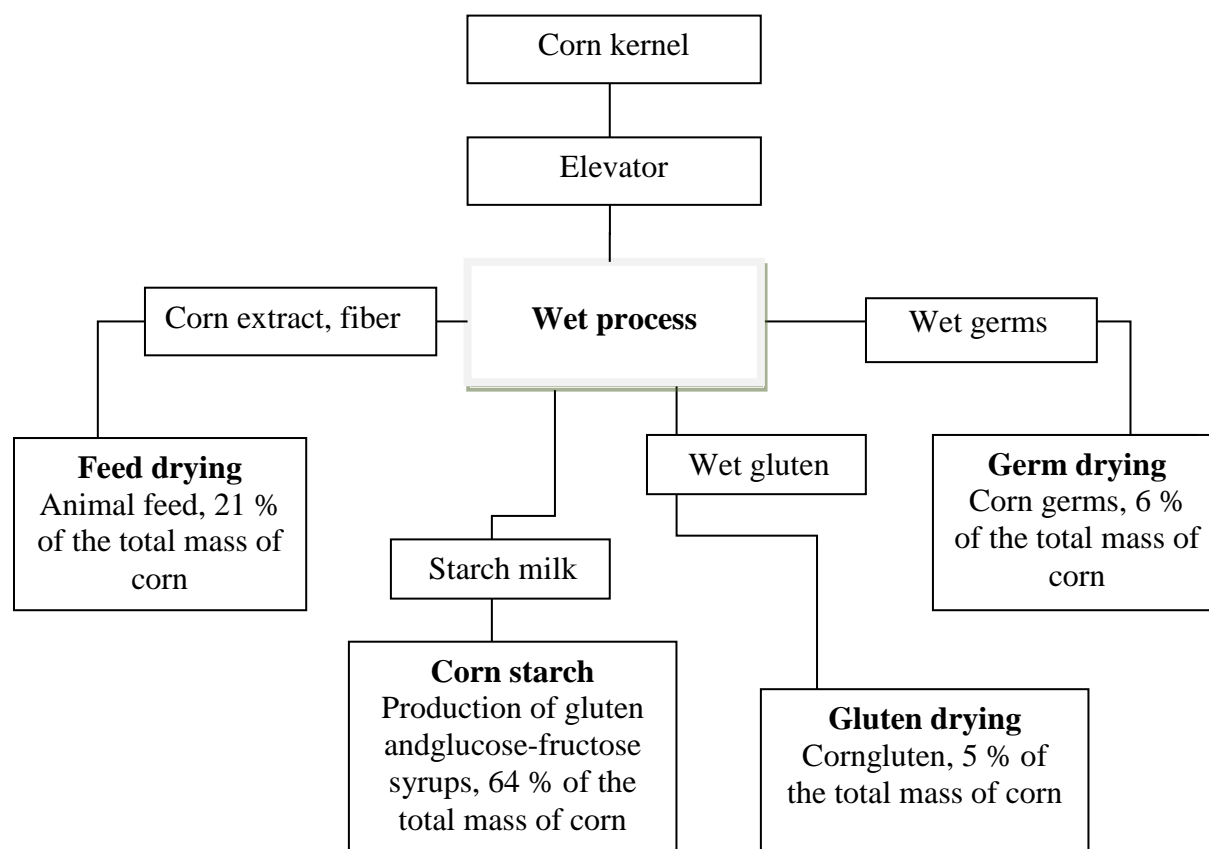 Corn kernel
Elevator
Wet process
Corn extract, fiber
Wet germs
Feed drying
Animal feed, 21 %
of the total mass of
corn
Wet gluten
Germ drying
Corn germs, 6 %
of the total mass of
corn
Starch milk
Corn starch
Production of gluten
andglucose-fructose
syrups, 64 % of the
total mass of corn
Gluten drying
Corngluten, 5 % of
the total mass of corn